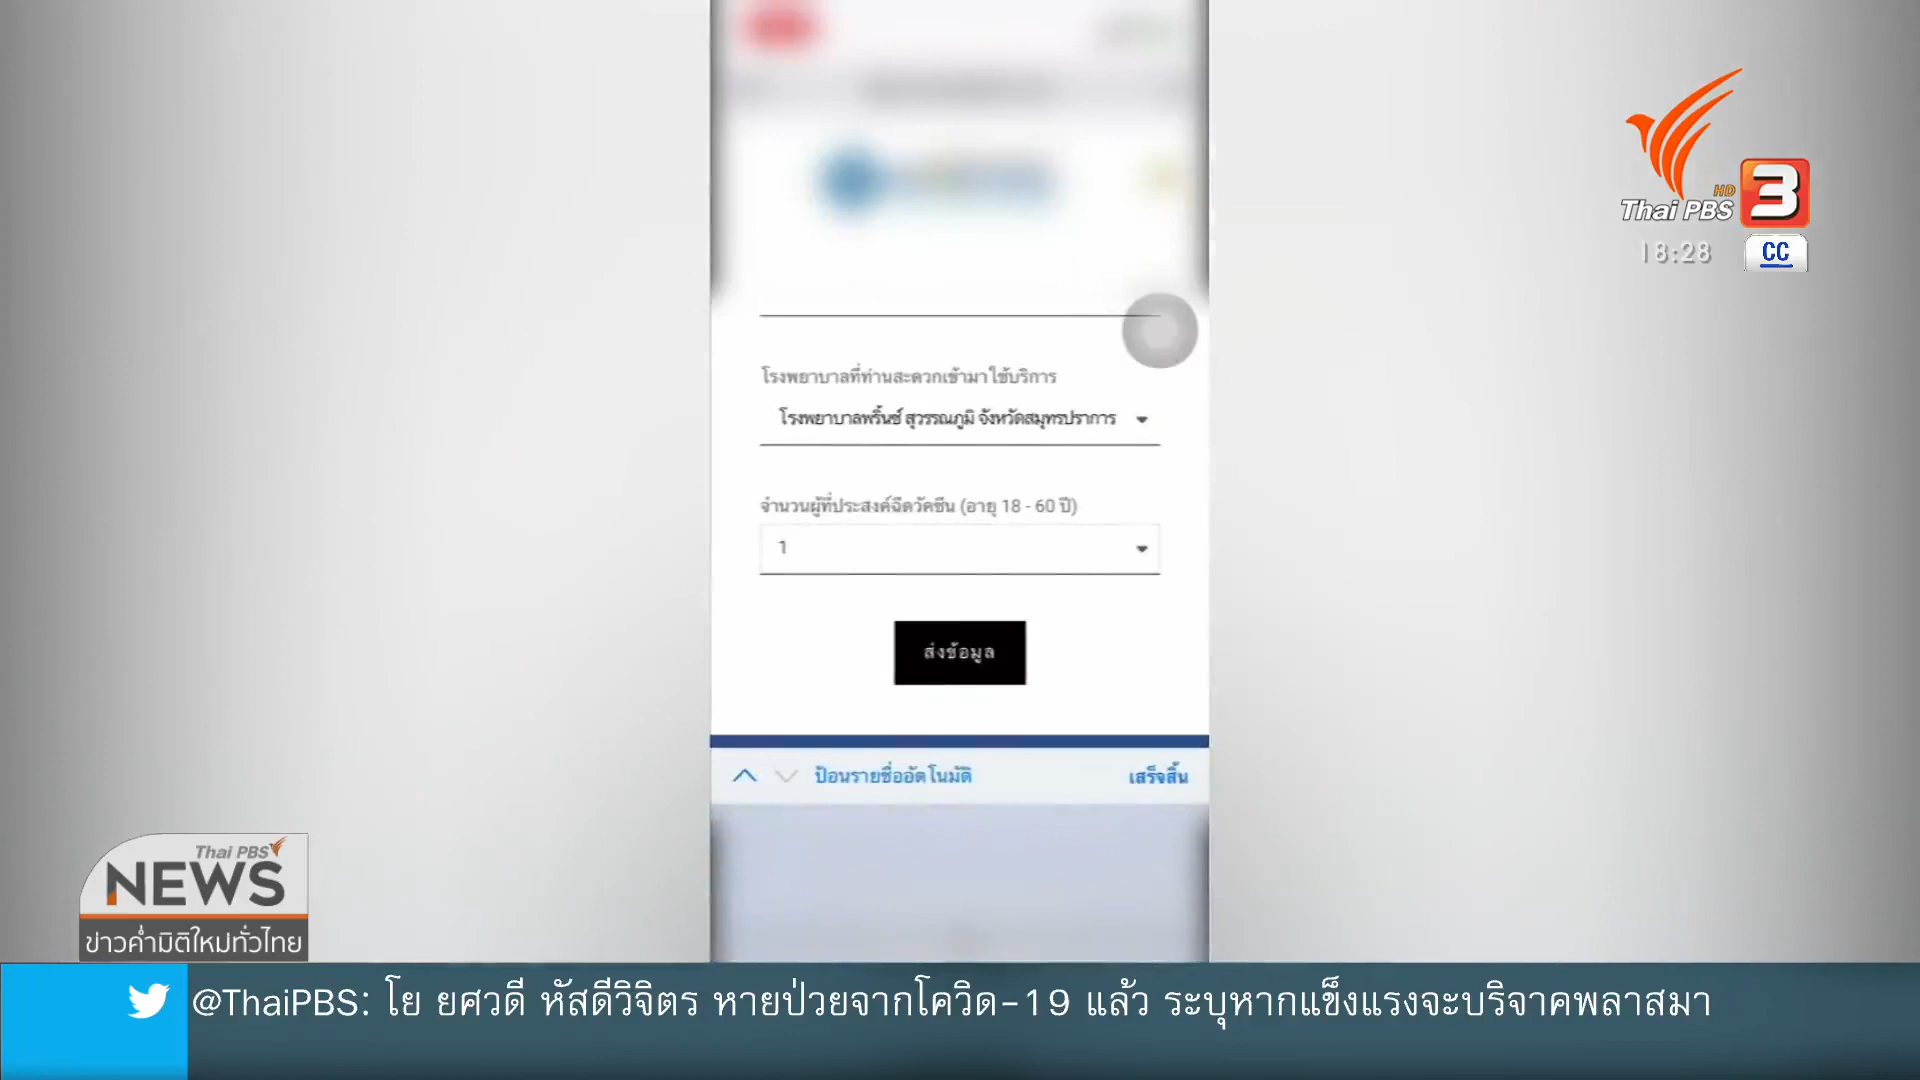 Thai PBS
HD
3
18:28
CC
โรงพยาบาลที่ท่านสะดวกเข้ามาใช้บริการ
โรงพยาบาลพริ้นซ์ สุวรรณภูมิ จังหวัดสมุทรปราการ
จำนวนผู้ที่ประสงค์ฉีดวัคซีน (อายุ 18 - 60 ปี)
1
ส่งข้อมูล
ป้อนรายชื่ออัตโนมัติ เสร็จสิ้น
Thai PBS
NEWS
ข่าวค่ำมิติใหม่ทั่วไทย
@ThaiPBS: โย ยศวดี หัสดีวิจิตร หายป่วยจากโควิด-19 แล้ว ระบุหากแข็งแรงจะบริจาคพลาสมา